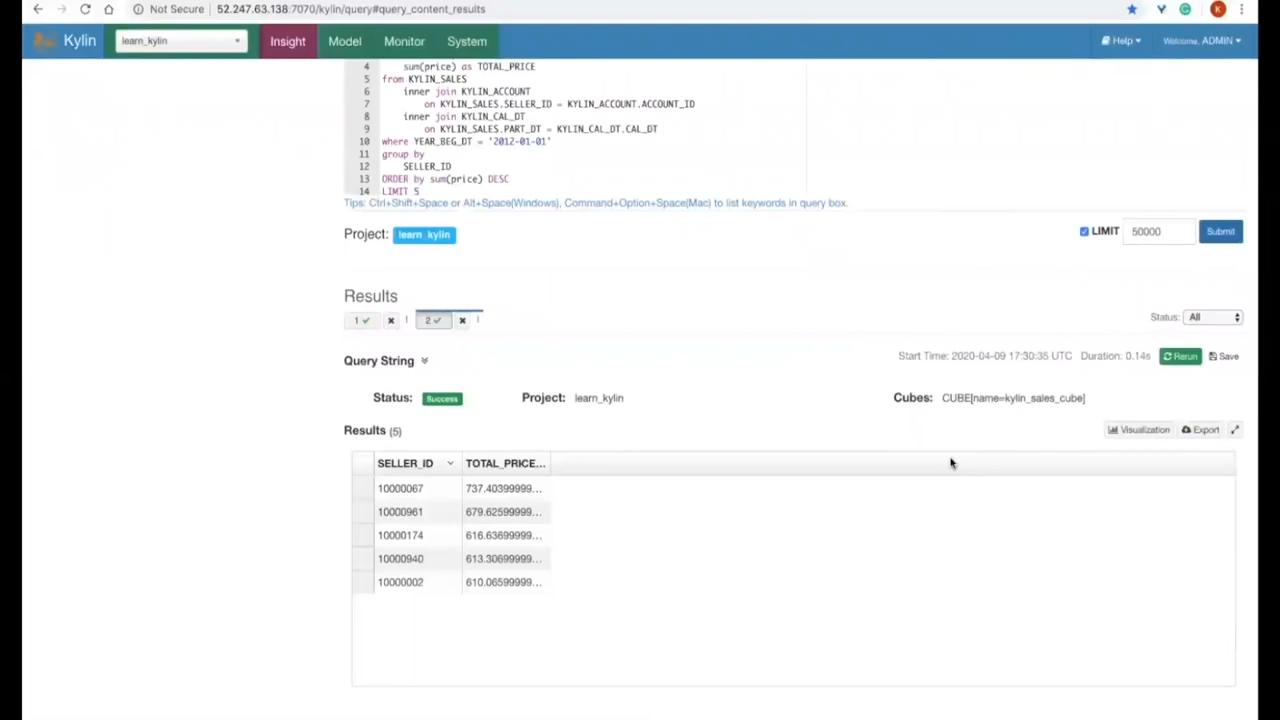 Not Secure 52.247.63.138:7070/kylin/query#query_content_results K
Kylin learn_kylin Insight Model Monitor System Help Welcome, ADMIN
4 sum(price) as TOTAL_PRICE
5 from KYLIN_SALES
6 inner join KYLIN_ACCOUNT
7 on KYLIN_SALES.SELLER_ID = KYLIN_ACCOUNT.ACCOUNT_ID
8 inner join KYLIN_CAL_DT
9 on KYLIN_SALES.PART_DT = KYLIN_CAL_DT.CAL_DT
10 where YEAR_BEG_DT = '2012-01-01'
11 group by
12 SELLER_ID
13 ORDER by sum(price) DESC
14 LIMIT 5
Tips: Ctrl+Shift+Space or Alt+Space(Windows), Command+Option+Space(Mac) to list keywords in query box.
Project: learn_kylin LIMIT 50000 Submit
Results
1 2 Status: All
Query String Start Time: 2020-04-09 17:30:35 UTC Duration: 0.14s Rerun Save
Status: Success Project: learn_kylin Cubes: CUBE[name=kylin_sales_cube]
Results (5) Visualization Export
SELLER_ID TOTAL_PRICE...
10000067 737.40399999...
10000961 679.62599999...
10000174 616.63699999...
10000940 613.30699999...
10000002 610.06599999...